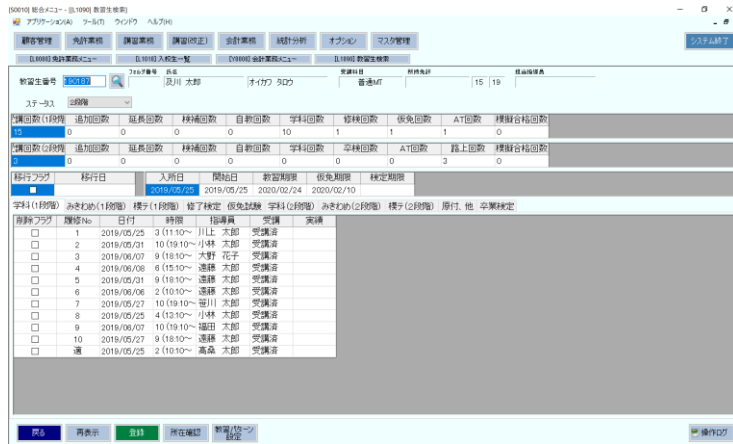 [S0010] 総合メニュー - [[L1090] 教習生検索]
アプリケーション(A) ツール(T) ウィンドウ ヘルプ(H)
顧客管理 免許業務 講習業務 講習(改正) 会計業務 統計分析 オプション マスタ管理 システム終了
[L0000] 免許業務メニュー [L1010] 入校生一覧 [Y0000] 会計業務メニュー [L1090] 教習生検索
フォルダ番号 氏名 受講科目 所持免許 担当指導員
教習生番号 190187 及川 太郎 オイカワ タロウ 普通MT 15 19
ステータス 2段階
講回数(1段階 追加回数 延長回数 検補回数 自教回数 学科回数 修検回数 仮免回数 AT回数 模擬合格回数
15 0 0 0 0 10 1 1 1 0
講回数(2段階 追加回数 延長回数 検補回数 自教回数 学科回数 卒検回数 AT回数 路上回数 模擬合格回数
3 0 0 0 0 0 0 0 3 0
移行フラグ 移行日 入所日 開始日 教習期限 仮免期限 検定期限
2019/05/25 2019/05/25 2020/02/24 2020/02/10
学科(1段階) みきわめ(1段階) 模テ(1段階) 修了検定 仮免試験 学科(2段階) みきわめ(2段階) 模テ(2段階) 原付、他 卒業検定
削除フラグ 履修No 日付 時限 指導員 受講 実績
1 2019/05/25 3 (11:10～ 川上 太郎 受講済
2 2019/05/31 10 (19:10～ 小林 太郎 受講済
3 2019/06/07 9 (18:10～ 大野 花子 受講済
4 2019/06/08 6 (15:10～ 遠藤 太郎 受講済
5 2019/05/31 9 (18:10～ 遠藤 太郎 受講済
6 2019/06/06 2 (10:10～ 遠藤 太郎 受講済
7 2019/05/27 10 (19:10～ 笹川 太郎 受講済
8 2019/05/25 4 (13:10～ 小林 太郎 受講済
9 2019/06/07 10 (19:10～ 福田 太郎 受講済
10 2019/05/27 9 (18:10～ 遠藤 太郎 受講済
適 2019/05/25 2 (10:10～ 高桑 太郎 受講済
戻る 再表示 登録 所在確認 教習パターン設定 操作ログ